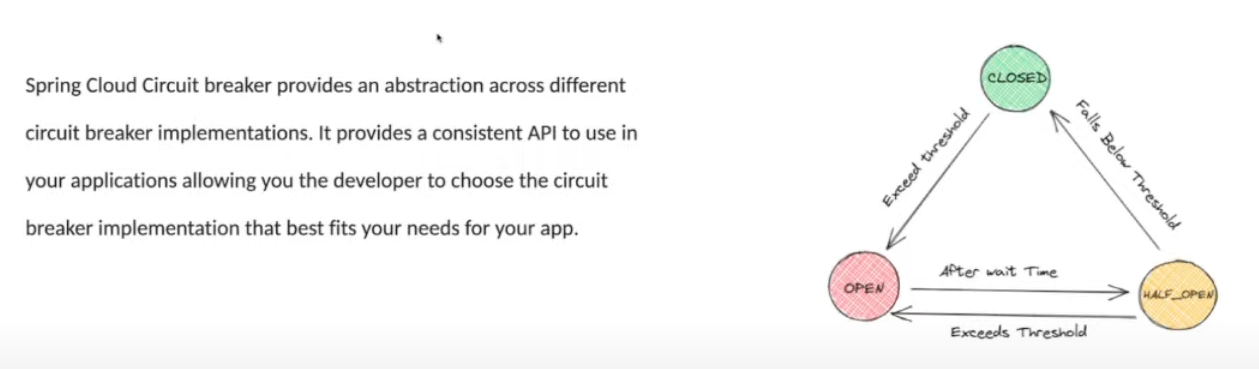 Spring Cloud Circuit breaker provides an abstraction across different
circuit breaker implementations. It provides a consistent API to use in
your applications allowing you the developer to choose the circuit
breaker implementation that best fits your needs for your app.
CLOSED
Exceed threshold
Falls Below Threshold
OPEN
After wait Time
HALF_OPEN
Exceeds Threshold